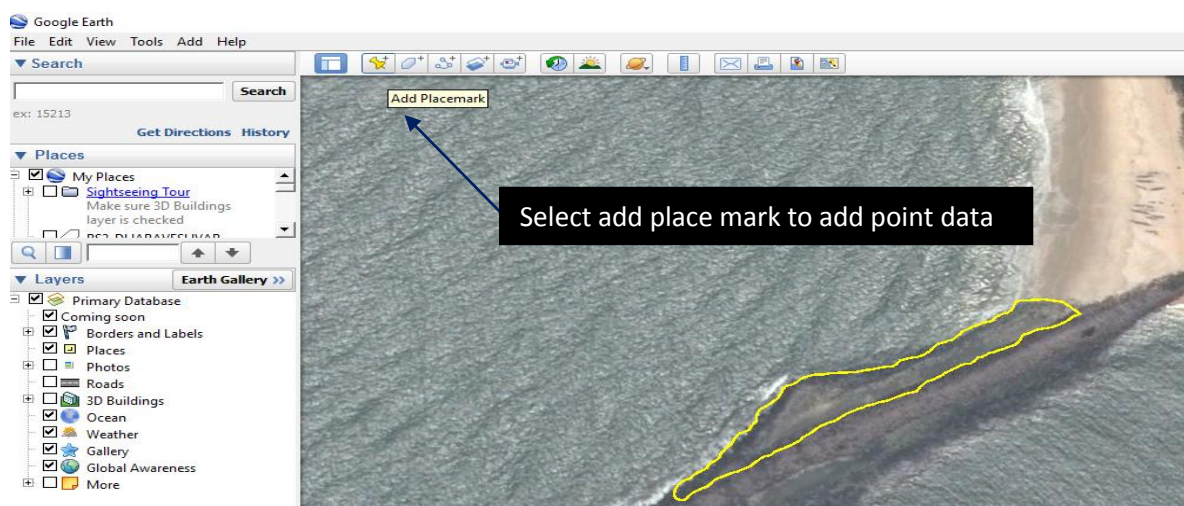 Google Earth
File Edit View Tools Add Help
Search
Search
ex: 15213
Get Directions History
Places
My Places
Sightseeing Tour
Make sure 3D Buildings
layer is checked
Layers
Earth Gallery >>
Primary Database
Coming soon
Borders and Labels
Places
Photos
Roads
3D Buildings
Ocean
Weather
Gallery
Global Awareness
More
Add Placemark
Select add place mark to add point data